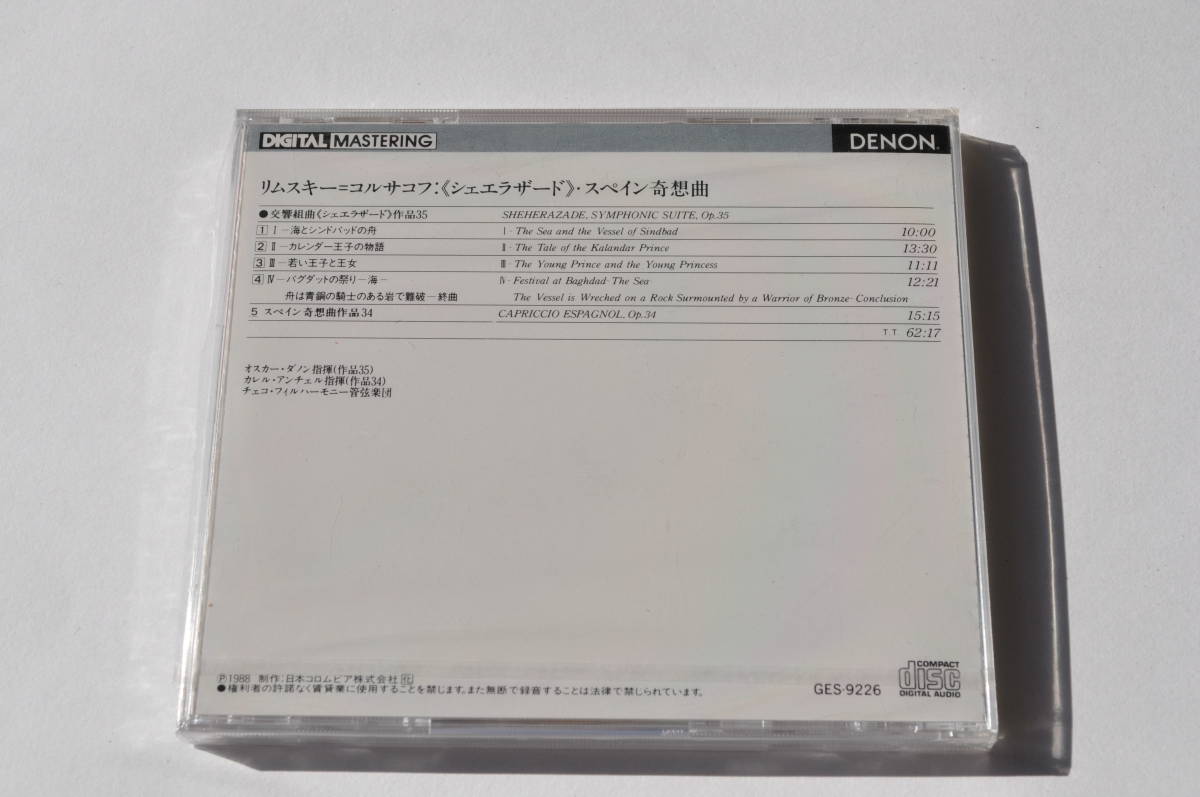 DIGITAL MASTERING DENON
リムスキー=コルサコフ:《シェエラザード》・スペイン奇想曲
●交響組曲《シェエラザード》作品35 SHEHERAZADE, SYMPHONIC SUITE, Op.35
1 I－海とシンドバッドの舟 I - The Sea and the Vessel of Sindbad 10:00
2 II－カレンダー王子の物語 II - The Tale of the Kalandar Prince 13:30
3 III－若い王子と王女 III - The Young Prince and the Young Princess 11:11
4 IV－バグダットの祭り－海－ IV - Festival at Baghdad-The Sea- 12:21
舟は青銅の騎士のある岩で難破－終曲 The Vessel is Wrecked on a Rock Surmounted by a Warrior of Bronze-Conclusion
5 スペイン奇想曲作品34 CAPRICCIO ESPAGNOL, Op.34 15:15
T.T. 62:17
オスカー・ダノン指揮(作品35)
カレル・アンチェル指揮(作品34)
チェコ・フィルハーモニー管弦楽団
Ⓟ1988 制作:日本コロムビア株式会社
●権利者の許諾なく賃貸業に使用することを禁じます。また無断で録音することは法律で禁じられています。
GES-9226
COMPACT disc DIGITAL AUDIO